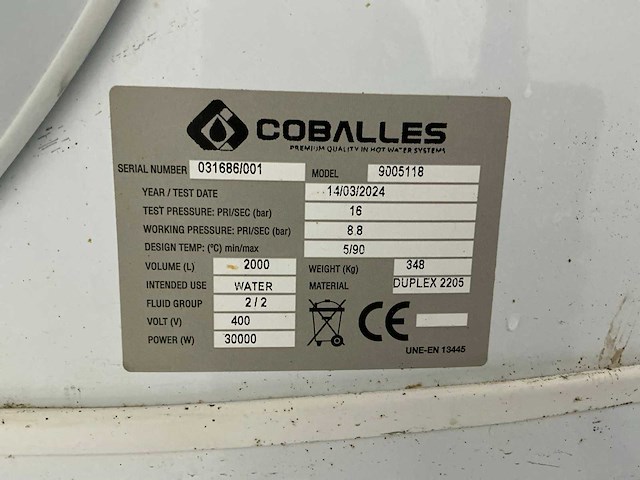 COBALLES
PREMIUM QUALITY IN HOT WATER SYSTEMS
SERIAL NUMBER 031686/001 MODEL 9005118
YEAR / TEST DATE 14/03/2024
TEST PRESSURE: PRI/SEC (bar) 16
WORKING PRESSURE: PRI/SEC (bar) 8.8
DESIGN TEMP: (°C) min/max 5/90
VOLUME (L) 2000 WEIGHT (Kg) 348
INTENDED USE WATER MATERIAL DUPLEX 2205
FLUID GROUP 2 / 2
VOLT (V) 400
POWER (W) 30000
CE
UNE-EN 13445